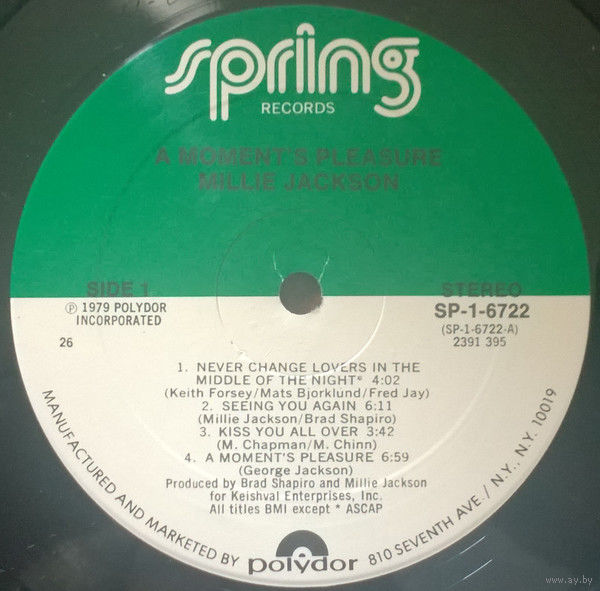 spring
RECORDS
A MOMENT'S PLEASURE
MILLIE JACKSON
SIDE 1
STEREO
℗ 1979 POLYDOR
INCORPORATED
SP-1-6722
(SP-1-6722-A)
26
2391 395
1. NEVER CHANGE LOVERS IN THE
MIDDLE OF THE NIGHT* 4:02
(Keith Forsey/Mats Bjorklund/Fred Jay)
2. SEEING YOU AGAIN 6:11
(Millie Jackson/Brad Shapiro)
3. KISS YOU ALL OVER 3:42
(M. Chapman/M. Chinn)
4. A MOMENT'S PLEASURE 6:59
(George Jackson)
Produced by Brad Shapiro and Millie Jackson
for Keishval Enterprises, Inc.
All titles BMI except * ASCAP
MANUFACTURED AND MARKETED BY polydor 810 SEVENTH AVE./N.Y., N.Y. 10019
www.ay.by